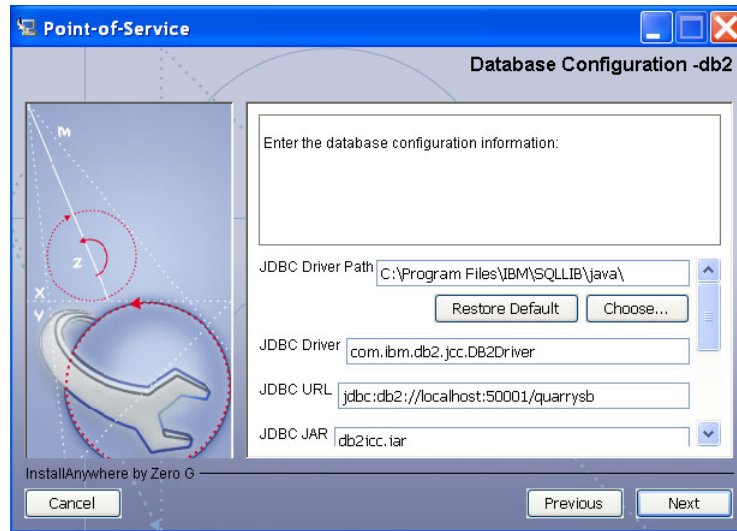 Point-of-Service
Database Configuration -db2
M
Z
X
Y
Enter the database configuration information:
JDBC Driver Path C:\Program Files\IBM\SQLLIB\java\
Restore Default Choose...
JDBC Driver com.ibm.db2.jcc.DB2Driver
JDBC URL jdbc:db2://localhost:50001/quarrysb
JDBC JAR db2jcc.jar
InstallAnywhere by Zero G
Cancel Previous Next